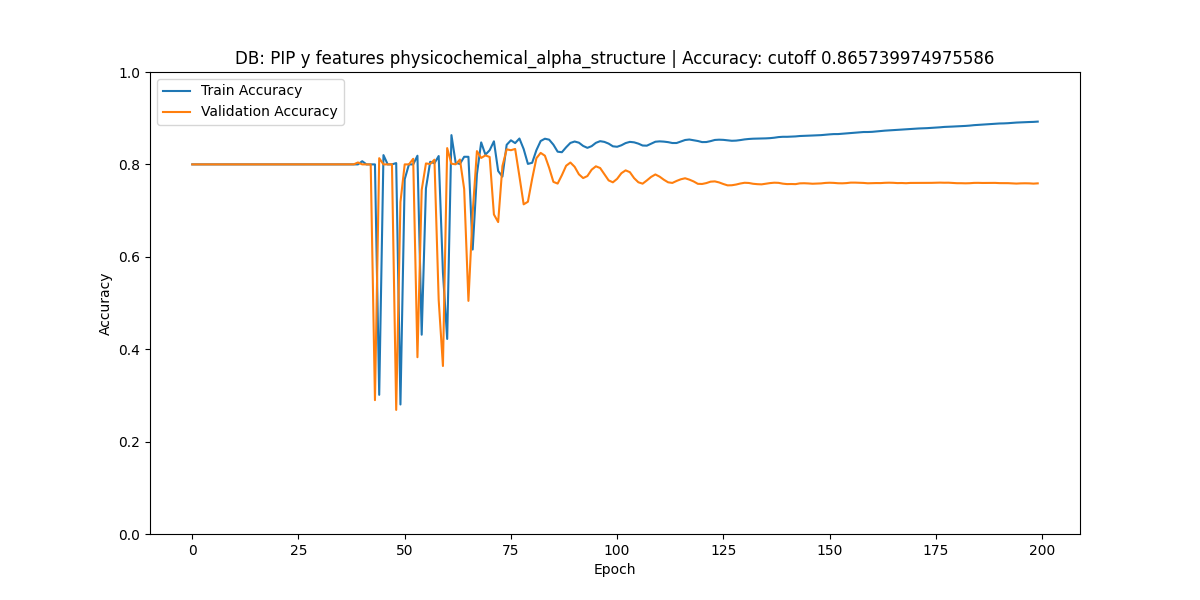 DB: PIP y features physicochemical_alpha_structure | Accuracy: cutoff 0.865739974975586
Train Accuracy
Validation Accuracy
1.0
0.8
0.6
0.4
0.2
0.0
Accuracy
0 25 50 75 100 125 150 175 200
Epoch